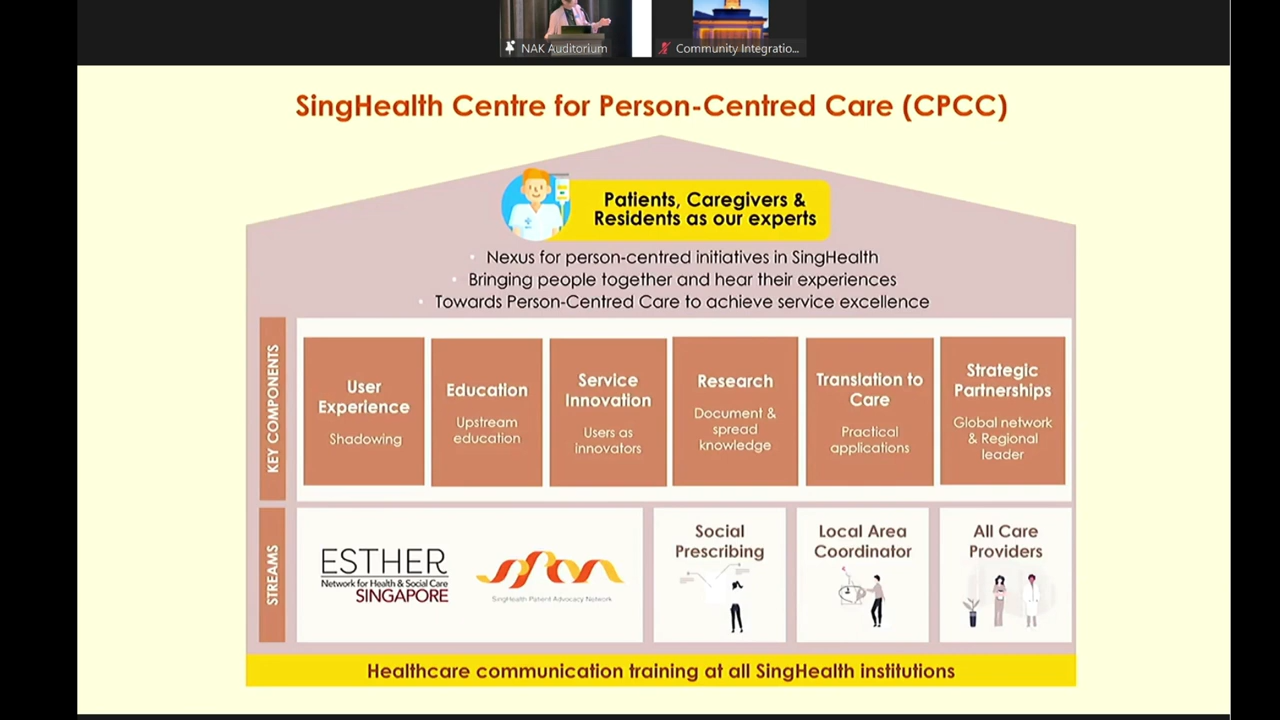 NAK Auditorium
Community Integratio...
SingHealth Centre for Person-Centred Care (CPCC)
Patients, Caregivers &
Residents as our experts
• Nexus for person-centred initiatives in SingHealth
• Bringing people together and hear their experiences
• Towards Person-Centred Care to achieve service excellence
KEY COMPONENTS
User
Experience
Shadowing
Education
Upstream
education
Service
Innovation
Users as
innovators
Research
Document &
spread
knowledge
Translation to
Care
Practical
applications
Strategic
Partnerships
Global network
& Regional
leader
STREAMS
ESTHER
Network for Health & Social Care
SINGAPORE
span
SingHealth Patient Advocacy Network
Social
Prescribing
Local Area
Coordinator
All Care
Providers
Healthcare communication training at all SingHealth institutions